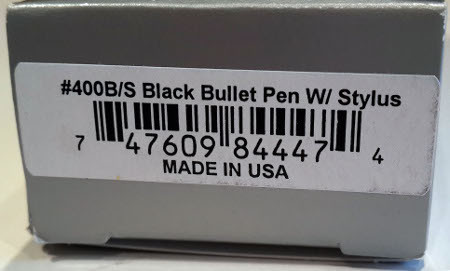 #400B/S Black Bullet Pen W/ Stylus
7 47609 84447 4
MADE IN USA